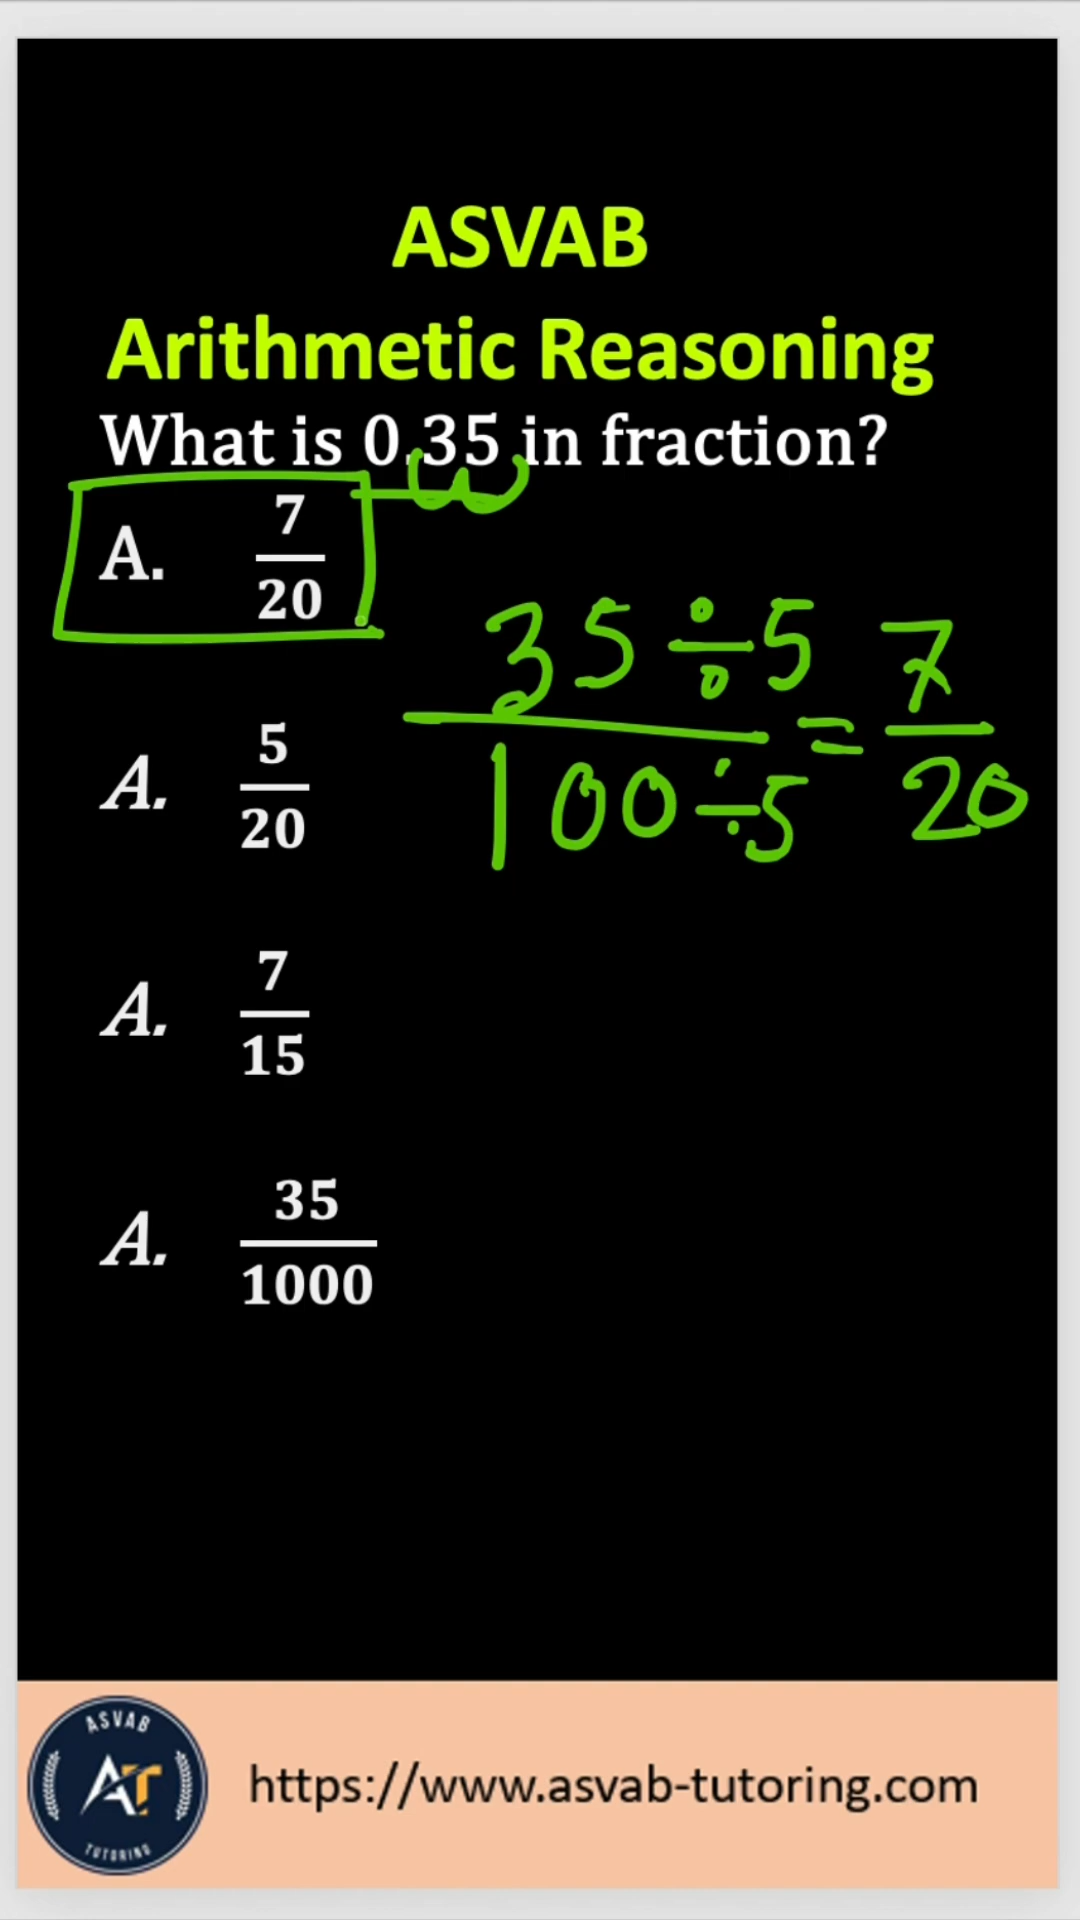 ASVAB
Arithmetic Reasoning
What is 0.35 in fraction?
A. 7/20
35 ÷ 5 / 100 ÷ 5 = 7/20
A. 5/20
A. 7/15
A. 35/1000
ASVAB
AT
TUTORING
https://www.asvab-tutoring.com